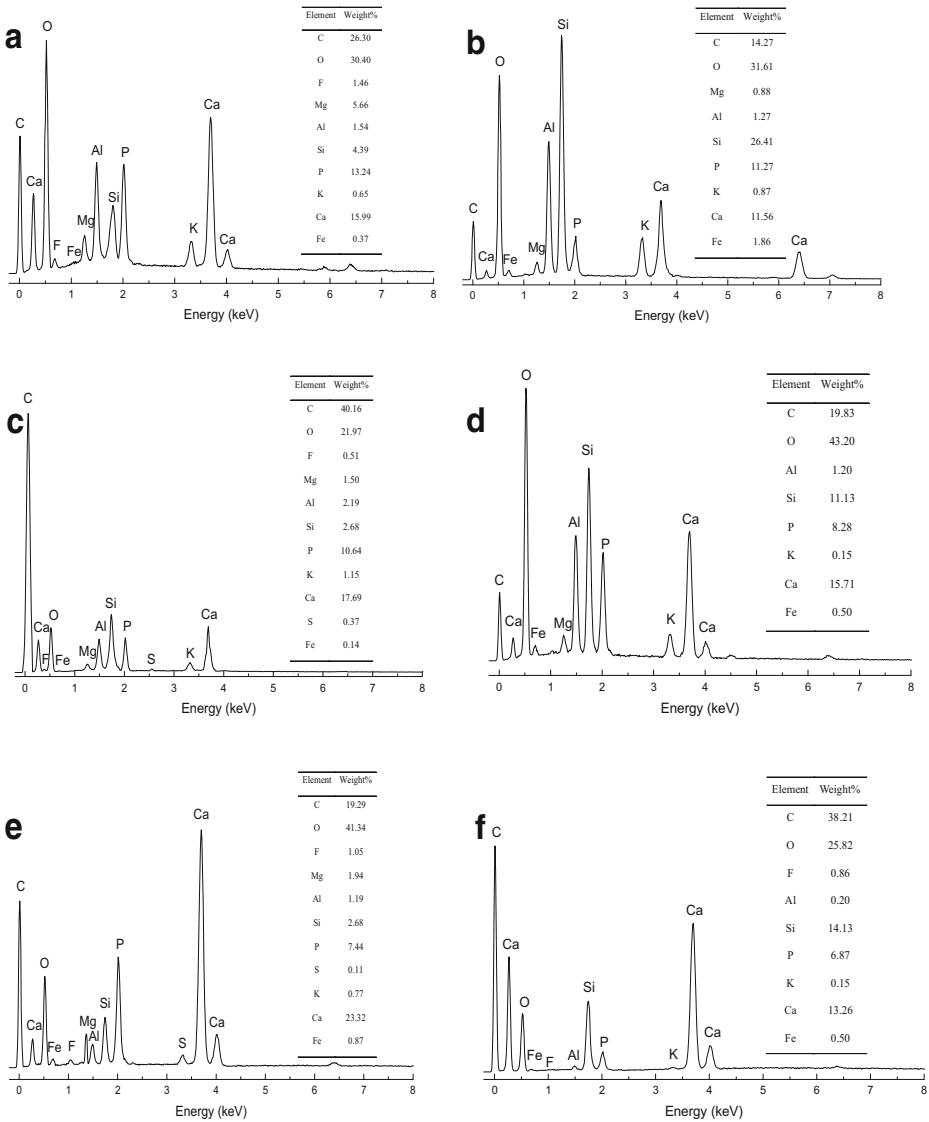 a
O
C
Ca
F
Fe
Mg
Al
Si
P
K
Ca
Ca
0 1 2 3 4 5 6 7 8
Energy (keV)
Element Weight%
C 26.30
O 30.40
F 1.46
Mg 5.66
Al 1.54
Si 4.39
P 13.24
K 0.65
Ca 15.99
Fe 0.37
b
C
Ca
O
Fe
Mg
Al
Si
P
K
Ca
Ca
0 1 2 3 4 5 6 7 8
Energy (keV)
Element Weight%
C 14.27
O 31.61
Mg 0.88
Al 1.27
Si 26.41
P 11.27
K 0.87
Ca 11.56
Fe 1.86
c
C
Ca
F
O
Fe
Mg
Al
Si
P
S
K
Ca
0 1 2 3 4 5 6 7 8
Energy (keV)
Element Weight%
C 40.16
O 21.97
F 0.51
Mg 1.50
Al 2.19
Si 2.68
P 10.64
K 1.15
Ca 17.69
S 0.37
Fe 0.14
d
C
Ca
O
Fe
Mg
Al
Si
P
K
Ca
Ca
0 1 2 3 4 5 6 7 8
Energy (keV)
Element Weight%
C 19.83
O 43.20
Al 1.20
Si 11.13
P 8.28
K 0.15
Ca 15.71
Fe 0.50
e
C
Ca
O
Fe
F
Mg
Al
Si
P
S
Ca
Ca
0 1 2 3 4 5 6 7 8
Energy (keV)
Element Weight%
C 19.29
O 41.34
F 1.05
Mg 1.94
Al 1.19
Si 2.68
P 7.44
S 0.11
K 0.77
Ca 23.32
Fe 0.87
f
C
Ca
O
Fe
F
Al
Si
P
K
Ca
Ca
0 1 2 3 4 5 6 7 8
Energy (keV)
Element Weight%
C 38.21
O 25.82
F 0.86
Al 0.20
Si 14.13
P 6.87
K 0.15
Ca 13.26
Fe 0.50